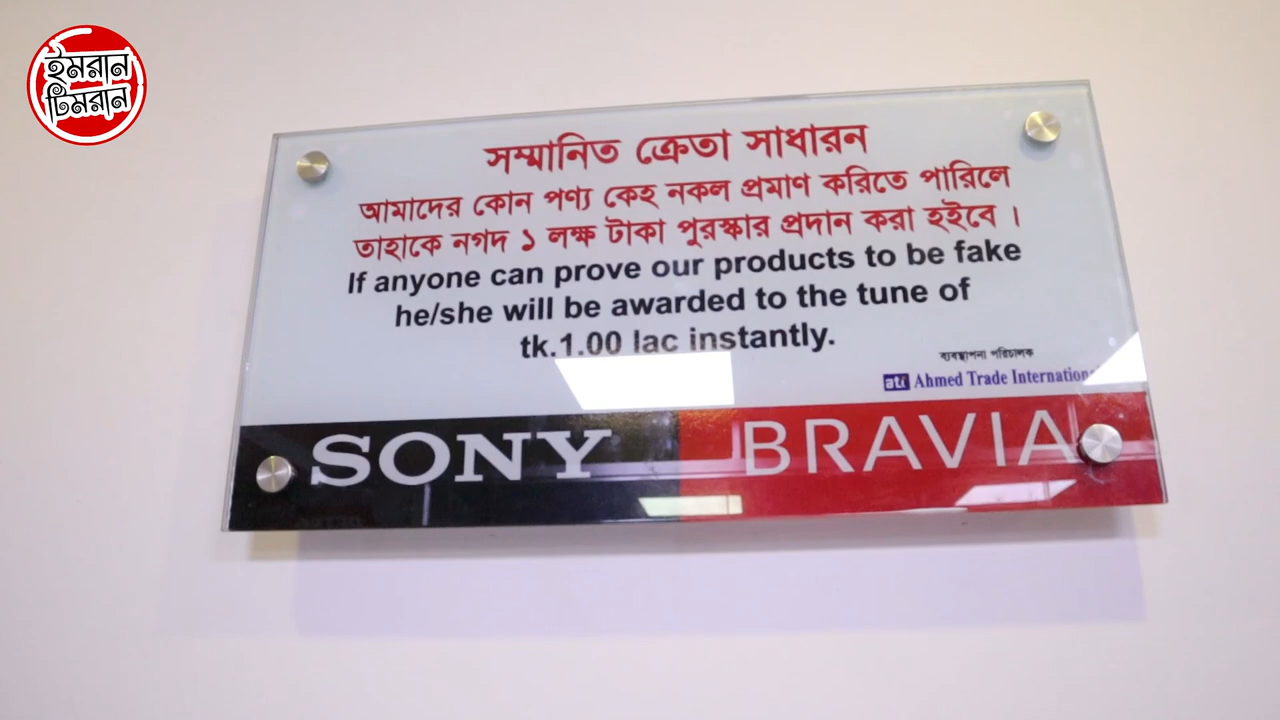 ইমরান
টিমরান
সম্মানিত ক্রেতা সাধারন
আমাদের কোন পণ্য কেহ নকল প্রমাণ করিতে পারিলে
তাহাকে নগদ ১ লক্ষ টাকা পুরস্কার প্রদান করা হইবে ।
If anyone can prove our products to be fake
he/she will be awarded to the tune of
tk.1.00 lac instantly.
ব্যবস্থাপনা পরিচালক
ati Ahmed Trade International
SONY BRAVIA